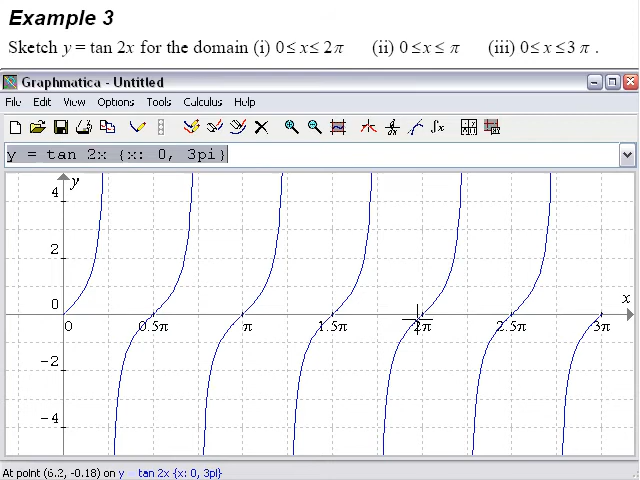 Example 3
Sketch y = tan 2x for the domain (i) 0 ≤ x ≤ 2π (ii) 0 ≤ x ≤ π (iii) 0 ≤ x ≤ 3 π .
Graphmatica - Untitled
File Edit View Options Tools Calculus Help
y = tan 2x {x: 0, 3pi}
y
4
2
0
x
0 0.5π π 1.5π 2π 2.5π 3π
-2
-4
At point (6.2, -0.18) on y = tan 2x {x: 0, 3pi}